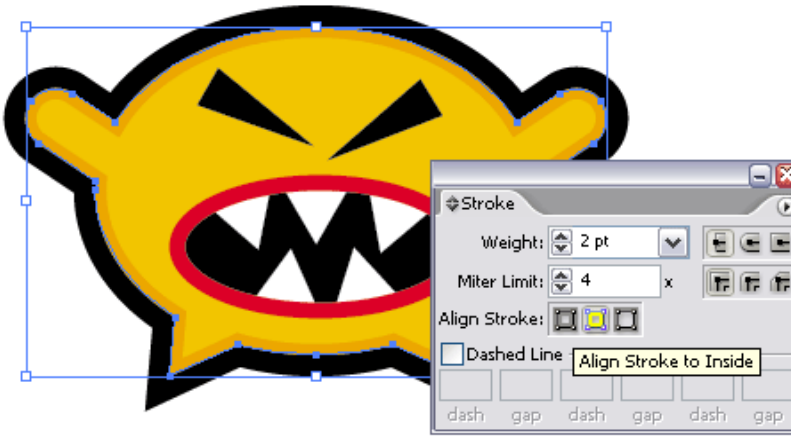 Stroke
Weight: 2 pt
Miter Limit: 4 x
Align Stroke:
Dashed Line
Align Stroke to Inside
dash gap dash gap dash gap